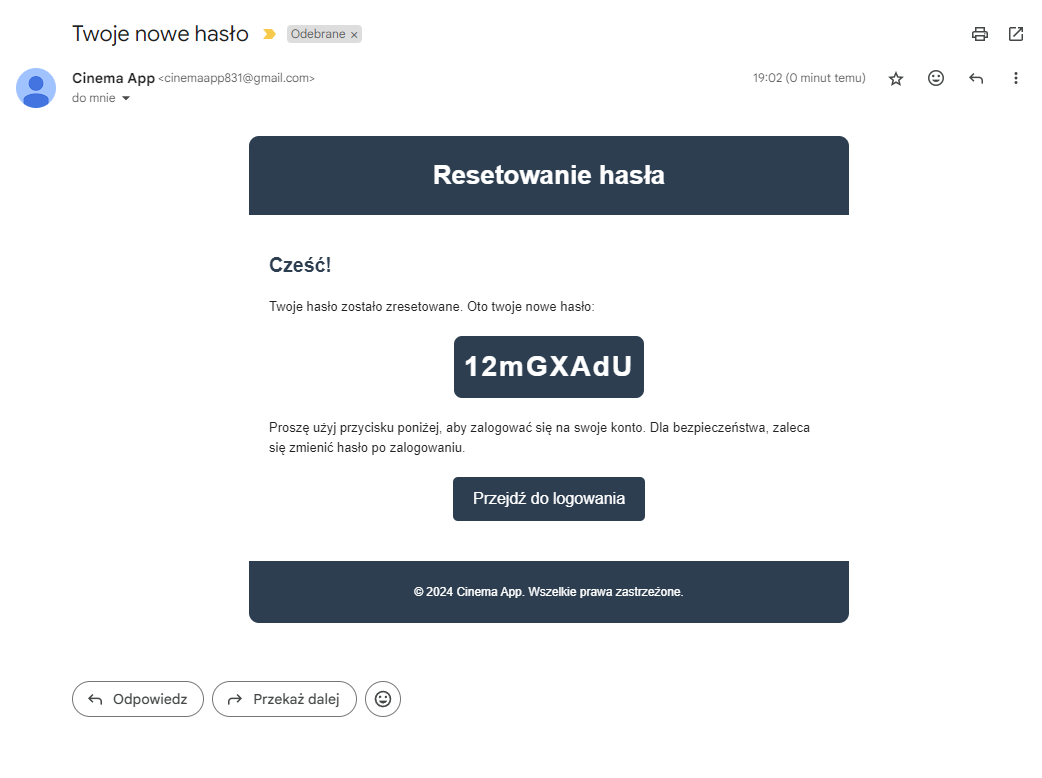 Twoje nowe hasło
Odebrane ×
Cinema App <cinemaapp831@gmail.com>
19:02 (0 minut temu)
do mnie
Resetowanie hasła
Cześć!
Twoje hasło zostało zresetowane. Oto twoje nowe hasło:
12mGXAdU
Proszę użyj przycisku poniżej, aby zalogować się na swoje konto. Dla bezpieczeństwa, zaleca
się zmienić hasło po zalogowaniu.
Przejdź do logowania
© 2024 Cinema App. Wszelkie prawa zastrzeżone.
Odpowiedz
Przekaż dalej